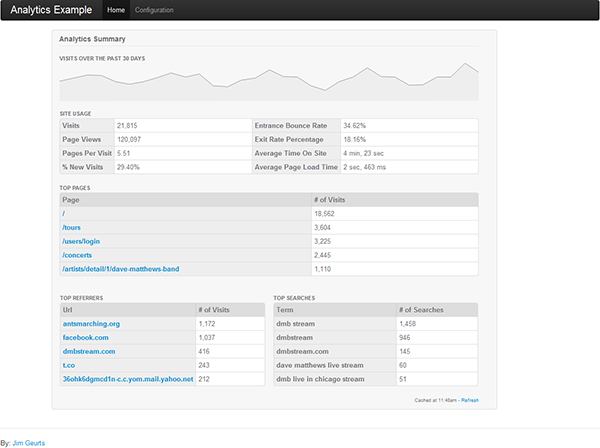 Analytics Example Home Configuration
Analytics Summary
VISITS OVER THE PAST 30 DAYS
SITE USAGE
Visits 21,815 Entrance Bounce Rate 34.62%
Page Views 120,097 Exit Rate Percentage 18.16%
Pages Per Visit 5.51 Average Time On Site 4 min, 23 sec
% New Visits 29.40% Average Page Load Time 2 sec, 463 ms
TOP PAGES
Page # of Visits
/ 18,562
/tours 3,604
/users/login 3,225
/concerts 2,445
/artists/detail/1/dave-matthews-band 1,110
TOP REFERRERS TOP SEARCHES
Url # of Visits Term # of Searches
antsmarching.org 1,172 dmb stream 1,458
facebook.com 1,037 dmbstream 946
dmbstream.com 416 dmbstream.com 145
t.co 243 dave matthews live stream 60
36ohk6dgmcd1n-c.c.yom.mail.yahoo.net 212 dmb live in chicago stream 51
Cached at 11:46am - Refresh
By: Jim Geurts